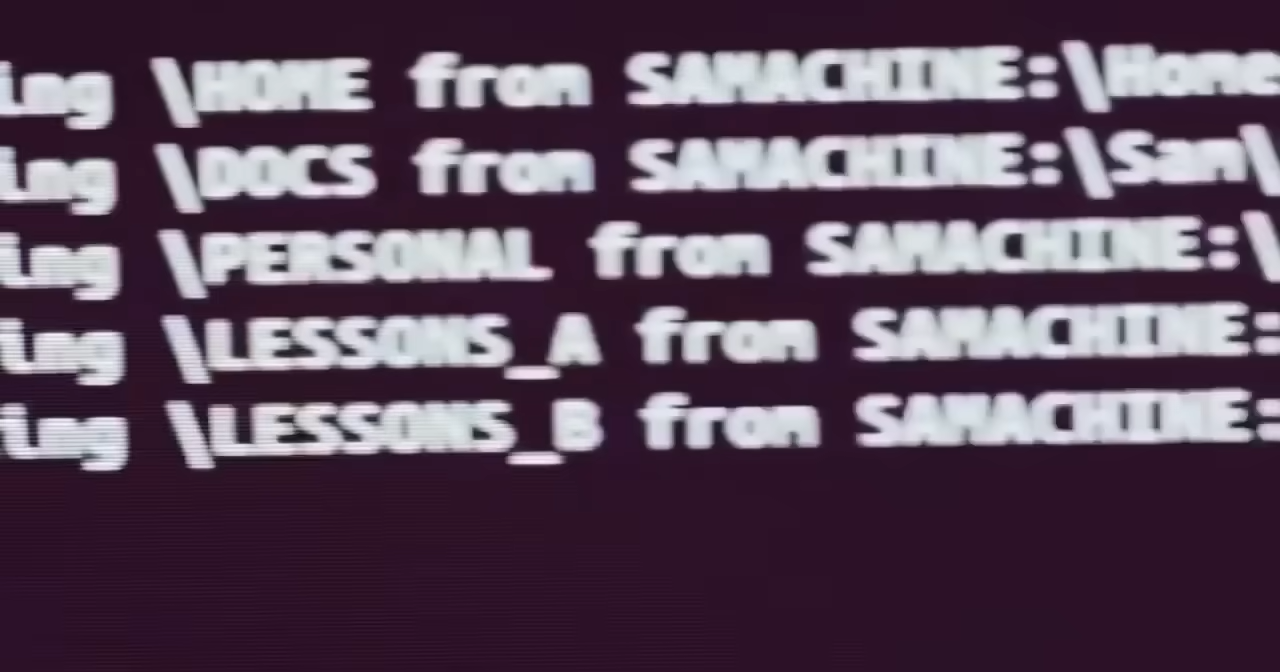 ing \HOME from SAMACHINE:\Home
ing \DOCS from SAMACHINE:\Sam\
ing \PERSONAL from SAMACHINE:\
ing \LESSONS_A from SAMACHINE:
ing \LESSONS_B from SAMACHINE: